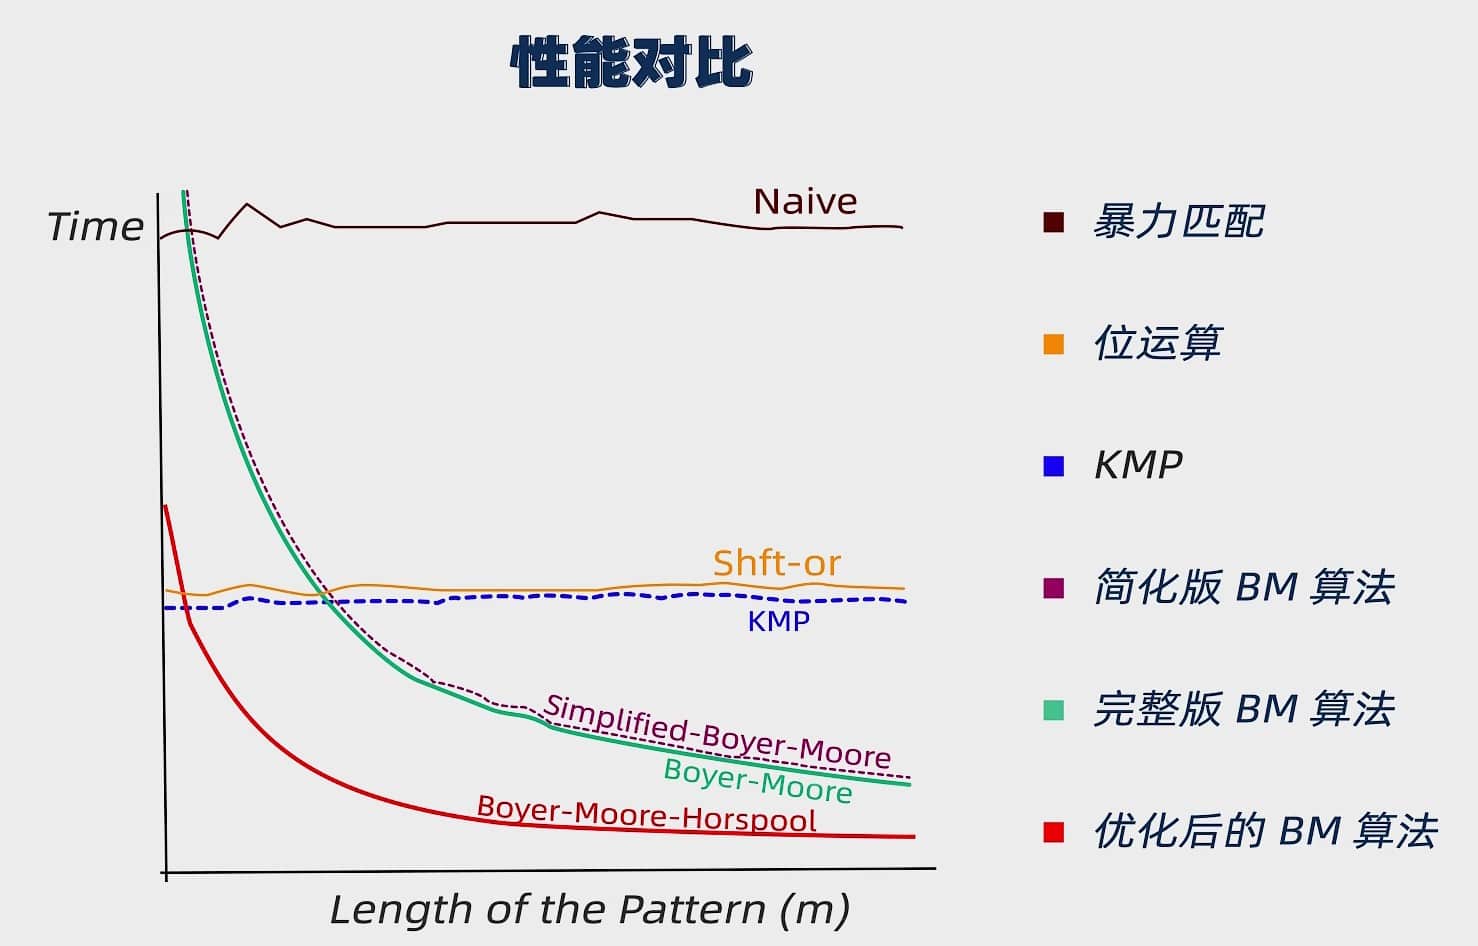 性能对比
Time
Naive
Shft-or
KMP
Simplified-Boyer-Moore
Boyer-Moore
Boyer-Moore-Horspool
Length of the Pattern (m)
暴力匹配
位运算
KMP
简化版 BM 算法
完整版 BM 算法
优化后的 BM 算法